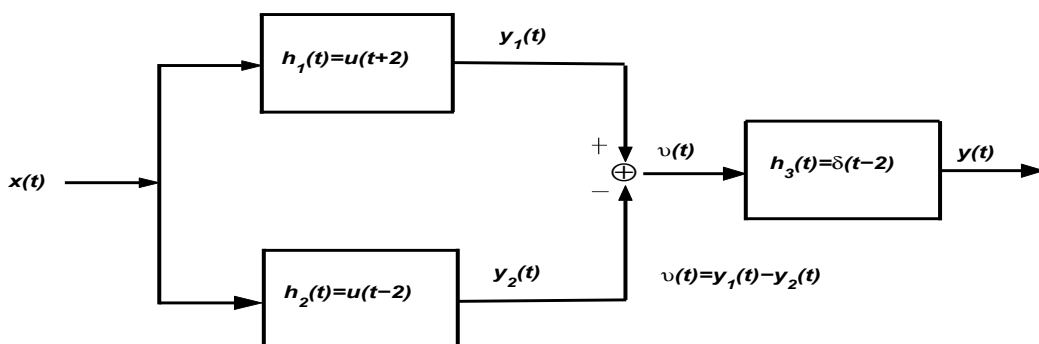 y₁(t)
h₁(t)=u(t+2)
+
υ(t)
h₃(t)=δ(t−2)
y(t)
x(t)
−
y₂(t)
υ(t)=y₁(t)−y₂(t)
h₂(t)=u(t−2)